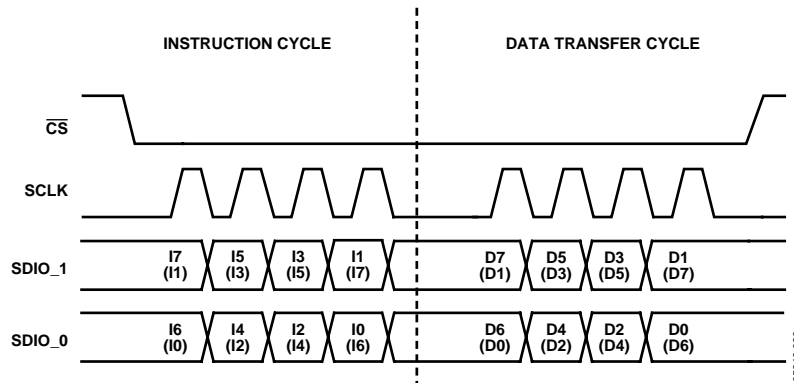 INSTRUCTION CYCLE DATA TRANSFER CYCLE
CS
SCLK
SDIO_1 I7 I5 I3 I1 D7 D5 D3 D1
(I1) (I3) (I5) (I7) (D1) (D3) (D5) (D7)
SDIO_0 I6 I4 I2 I0 D6 D4 D2 D0
(I0) (I2) (I4) (I6) (D0) (D2) (D4) (D6)